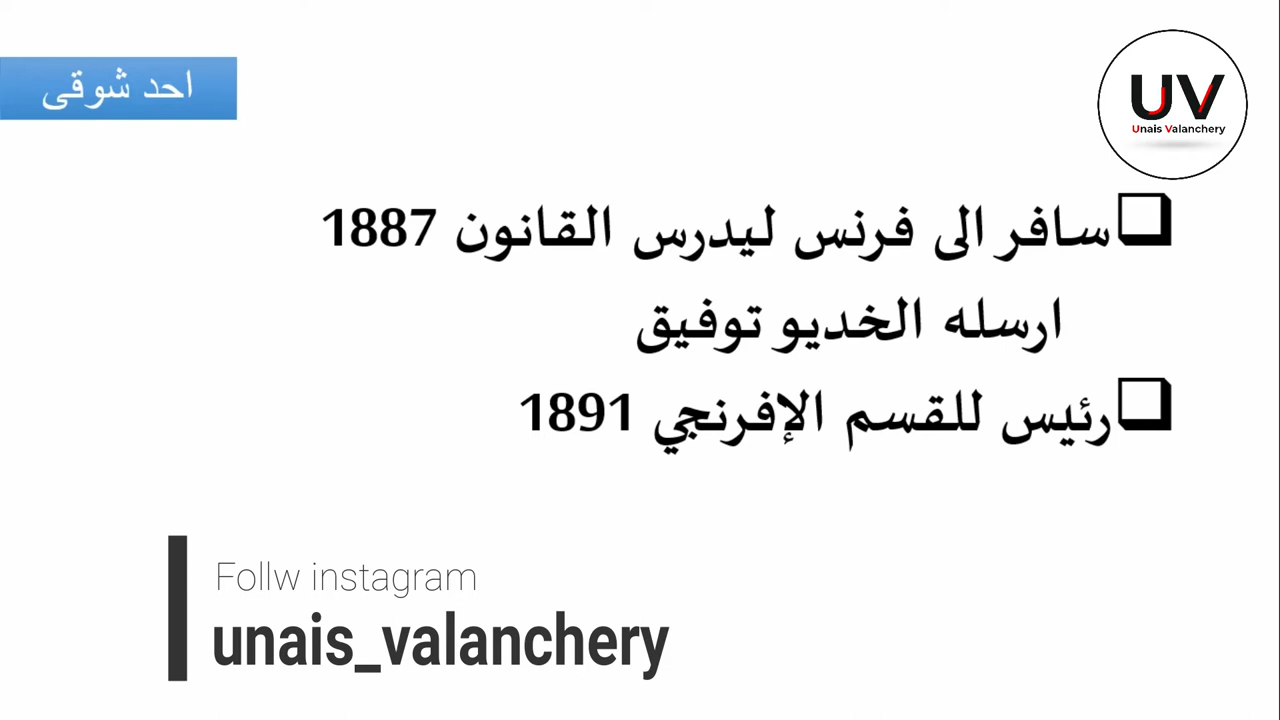 احد شوقى
UV
Unais Valanchery
سافر الى فرنس ليدرس القانون 1887
ارسله الخديو توفيق
رئيس للقسم الإفرنجي 1891
Follw instagram
unais_valanchery